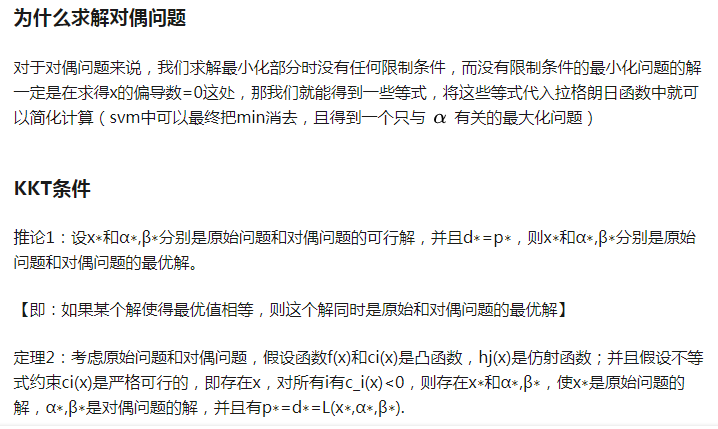 为什么求解对偶问题
对于对偶问题来说，我们求解最小化部分时没有任何限制条件，而没有限制条件的最小化问题的解
一定是在求得x的偏导数=0这处，那我们就能得到一些等式，将这些等式代入拉格朗日函数中就可
以简化计算（svm中可以最终把min消去，且得到一个只与 α 有关的最大化问题）
KKT条件
推论1：设x*和α*,β*分别是原始问题和对偶问题的可行解，并且d*=p*，则x*和α*,β*分别是原始
问题和对偶问题的最优解。
【即：如果某个解使得最优值相等，则这个解同时是原始和对偶问题的最优解】
定理2：考虑原始问题和对偶问题，假设函数f(x)和ci(x)是凸函数，hj(x)是仿射函数；并且假设不等
式约束ci(x)是严格可行的，即存在x，对所有i有c_i(x)<0，则存在x*和α*,β*，使x*是原始问题的
解，α*,β*是对偶问题的解，并且有p*=d*=L(x*,α*,β*).